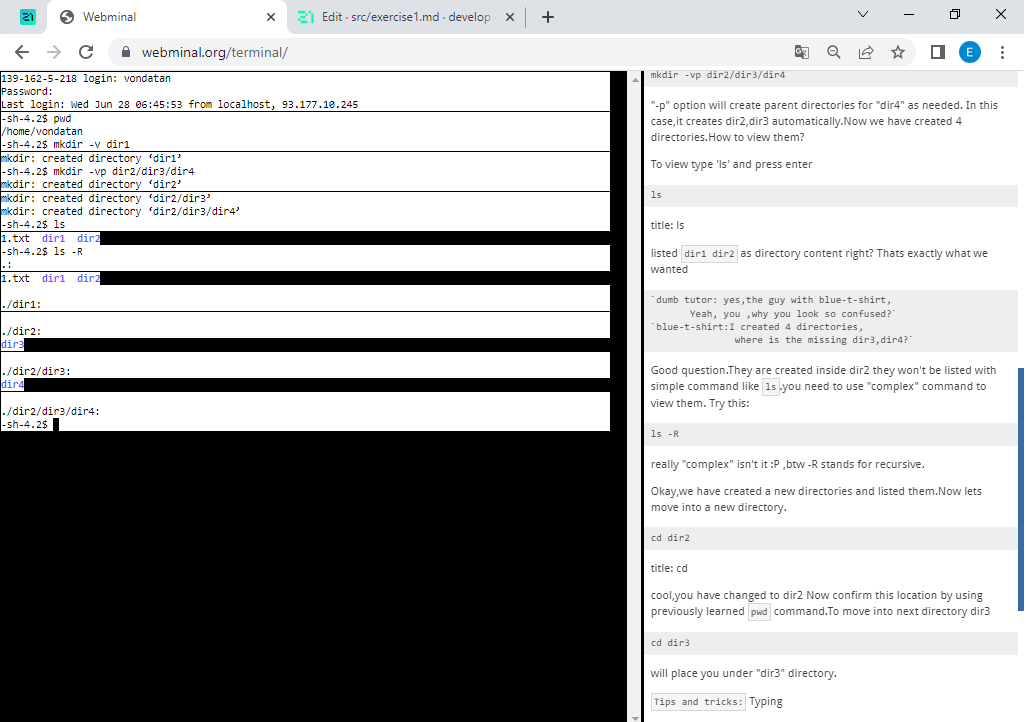 Webminal
Edit · src/exercise1.md · develop
webminal.org/terminal/
E
139-162-5-218 login: vondatan
Password:
Last login: Wed Jun 28 06:45:53 from localhost, 93.177.10.245
-sh-4.2$ pwd
/home/vondatan
-sh-4.2$ mkdir -v dir1
mkdir: created directory ‘dir1’
-sh-4.2$ mkdir -vp dir2/dir3/dir4
mkdir: created directory ‘dir2’
mkdir: created directory ‘dir2/dir3’
mkdir: created directory ‘dir2/dir3/dir4’
-sh-4.2$ ls
1.txt  dir1  dir2
-sh-4.2$ ls -R
.:
1.txt  dir1  dir2
./dir1:
./dir2:
dir3
./dir2/dir3:
dir4
./dir2/dir3/dir4:
-sh-4.2$
mkdir -vp dir2/dir3/dir4
"-p" option will create parent directories for "dir4" as needed. In this
case,it creates dir2,dir3 automatically.Now we have created 4
directories.How to view them?
To view type 'ls' and press enter
ls
title: ls
listed dir1 dir2 as directory content right? Thats exactly what we
wanted
`dumb tutor: yes,the guy with blue-t-shirt,
Yeah, you ,why you look so confused?`
`blue-t-shirt:I created 4 directories,
where is the missing dir3,dir4?`
Good question.They are created inside dir2 they won't be listed with
simple command like ls.you need to use "complex" command to
view them. Try this:
ls -R
really "complex" isn't it :P ,btw -R stands for recursive.
Okay,we have created a new directories and listed them.Now lets
move into a new directory.
cd dir2
title: cd
cool,you have changed to dir2 Now confirm this location by using
previously learned pwd command.To move into next directory dir3
cd dir3
will place you under "dir3" directory.
Tips and tricks: Typing